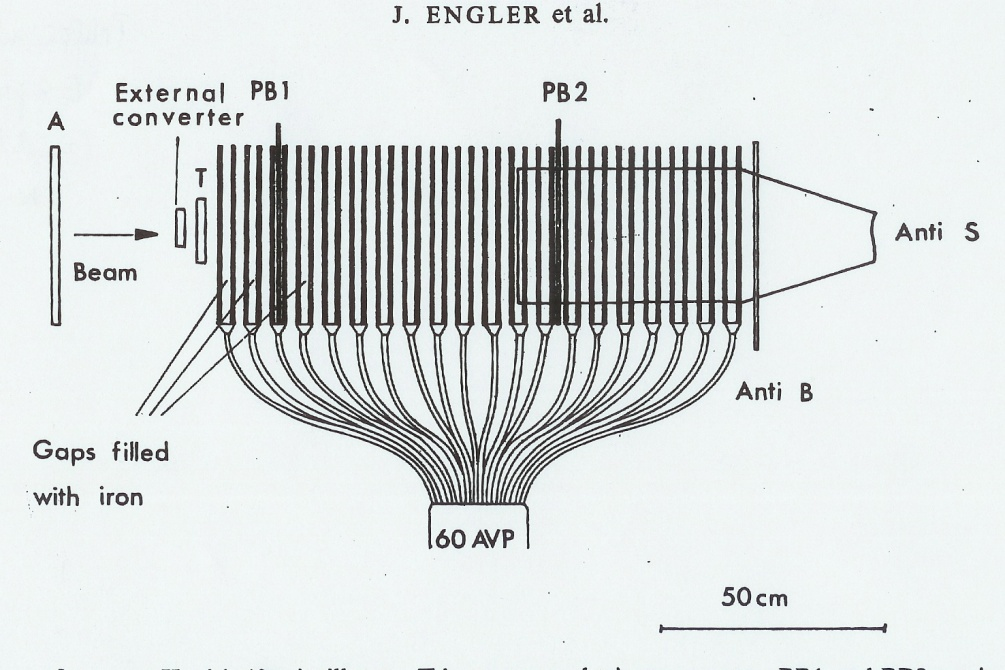 J. ENGLER et al.
External
converter
PB1
PB2
A
T
Beam
Anti S
Anti B
Gaps filled
with iron
60 AVP
50 cm